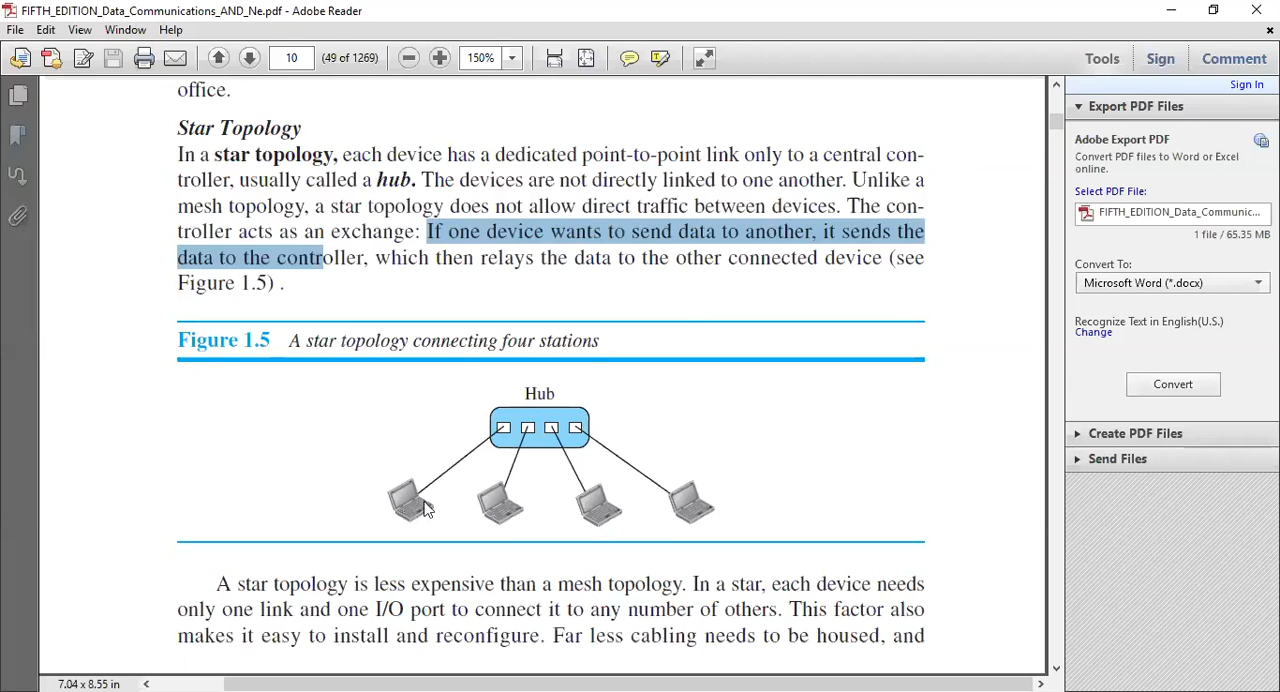 FIFTH_EDITION_Data_Communications_AND_Ne.pdf - Adobe Reader
File Edit View Window Help
10 (49 of 1269) 150% Tools Sign Comment
Sign In
Export PDF Files
Adobe Export PDF
Convert PDF files to Word or Excel
online.
Select PDF File:
FIFTH_EDITION_Data_Communic...
1 file / 65.35 MB
Convert To:
Microsoft Word (*.docx)
Recognize Text in English(U.S.)
Change
Convert
Create PDF Files
Send Files
office.
Star Topology
In a star topology, each device has a dedicated point-to-point link only to a central con-
troller, usually called a hub. The devices are not directly linked to one another. Unlike a
mesh topology, a star topology does not allow direct traffic between devices. The con-
troller acts as an exchange: If one device wants to send data to another, it sends the
data to the controller, which then relays the data to the other connected device (see
Figure 1.5) .
Figure 1.5 A star topology connecting four stations
Hub
A star topology is less expensive than a mesh topology. In a star, each device needs
only one link and one I/O port to connect it to any number of others. This factor also
makes it easy to install and reconfigure. Far less cabling needs to be housed, and
7.04 x 8.55 in